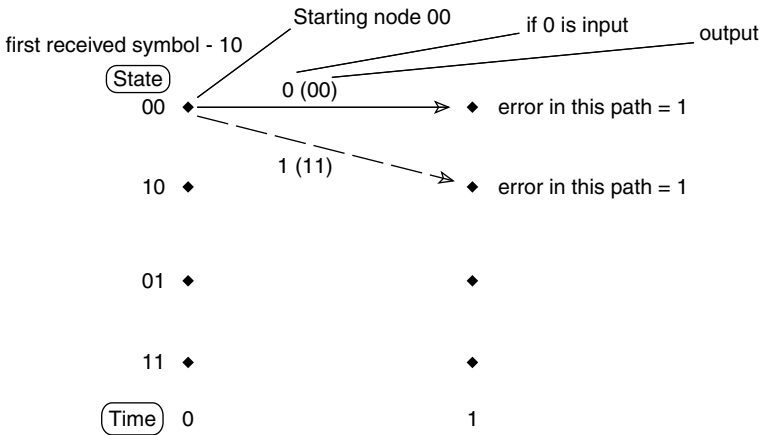 Starting node 00
if 0 is input
output
first received symbol - 10
State
0 (00)
00
error in this path = 1
1 (11)
10
error in this path = 1
01
11
Time 0 1